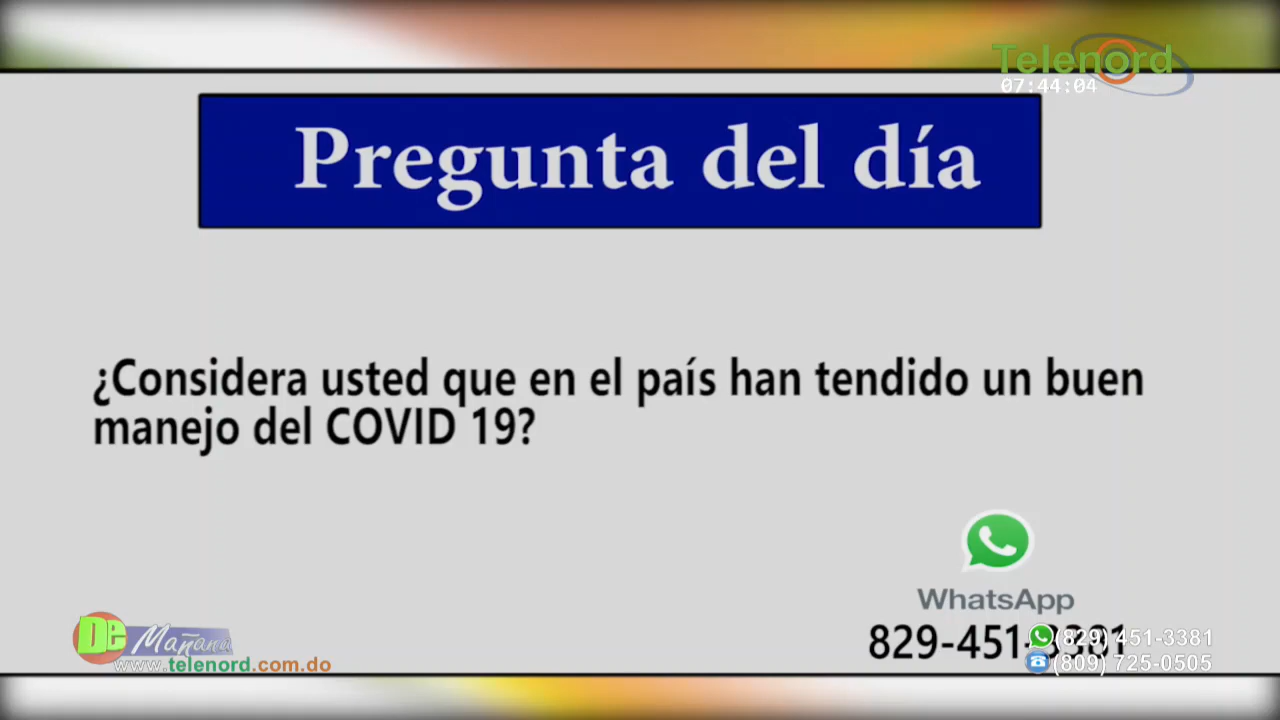 Telenord
07:44:04
Pregunta del día
¿Considera usted que en el país han tendido un buen
manejo del COVID 19?
WhatsApp
829-451-3381
(829) 451-3381
(809) 725-0505
De Mañana
www.telenord.com.do